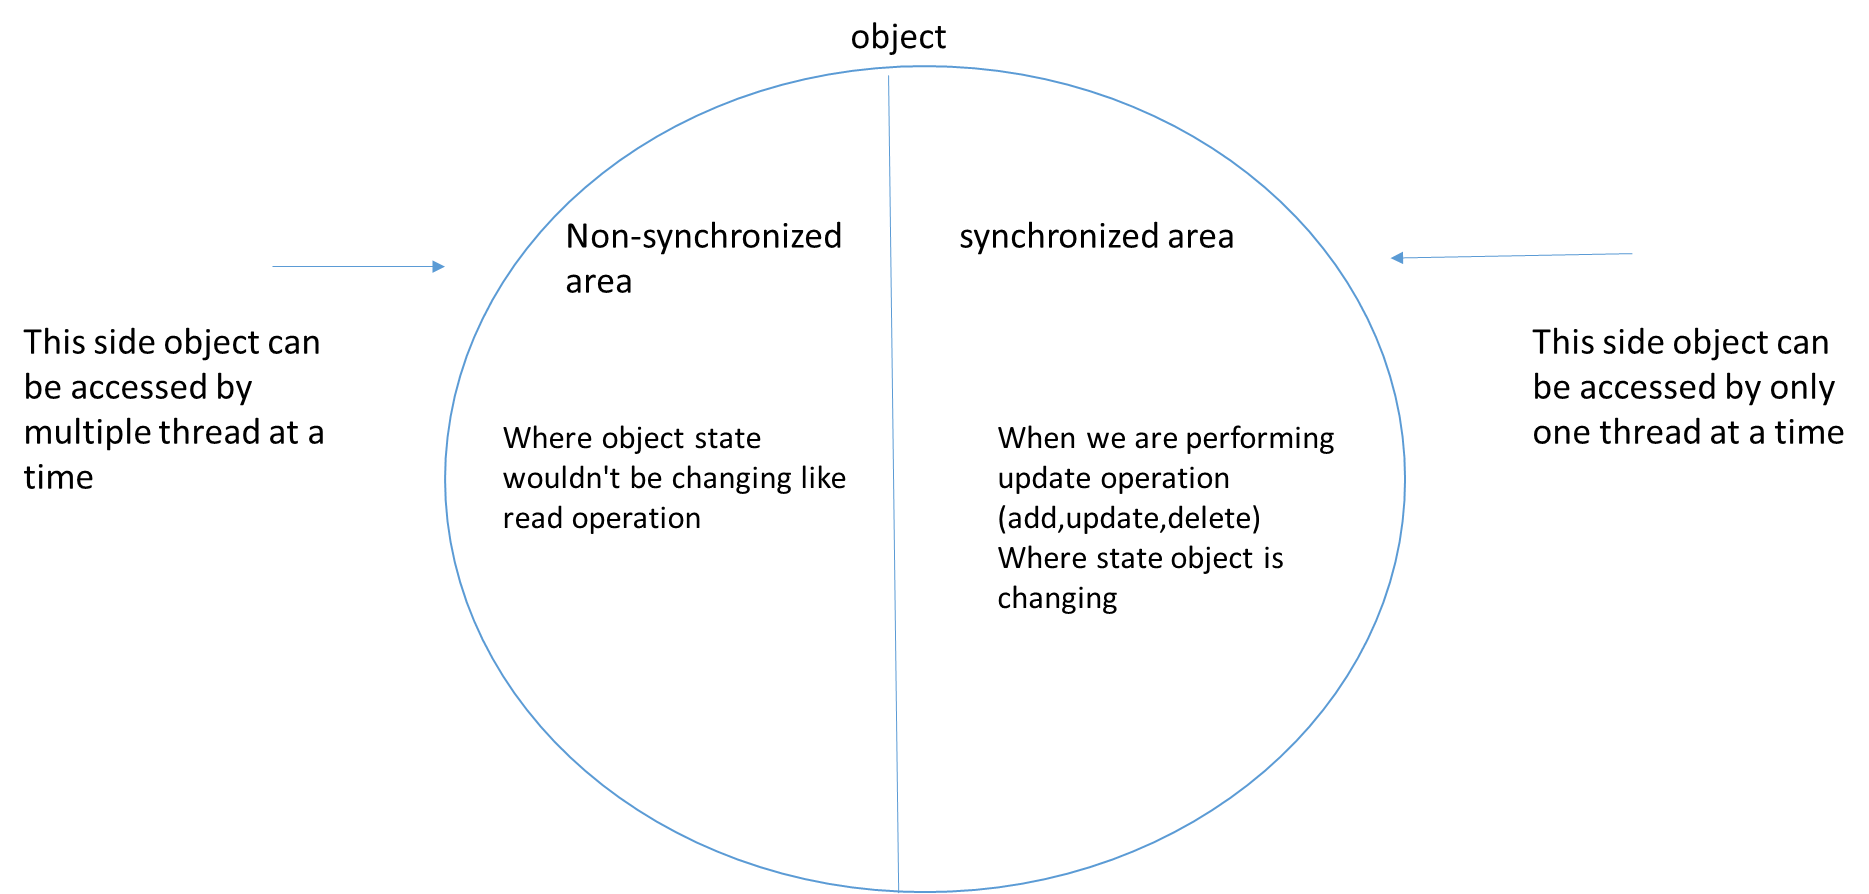 object
Non-synchronized
area
synchronized area
This side object can
be accessed by
multiple thread at a
time
Where object state
wouldn't be changing like
read operation
When we are performing
update operation
(add,update,delete)
Where state object is
changing
This side object can
be accessed by only
one thread at a time